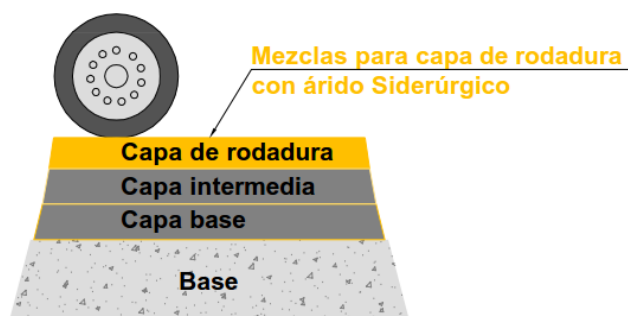 Mezclas para capa de rodadura
con árido Siderúrgico
Capa de rodadura
Capa intermedia
Capa base
Base